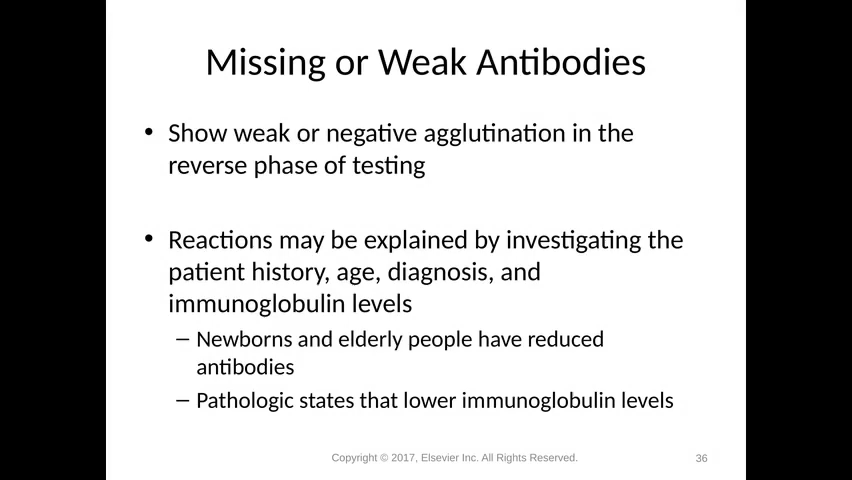 Missing or Weak Antibodies
• Show weak or negative agglutination in the
reverse phase of testing
• Reactions may be explained by investigating the
patient history, age, diagnosis, and
immunoglobulin levels
– Newborns and elderly people have reduced
antibodies
– Pathologic states that lower immunoglobulin levels
Copyright © 2017, Elsevier Inc. All Rights Reserved.
36